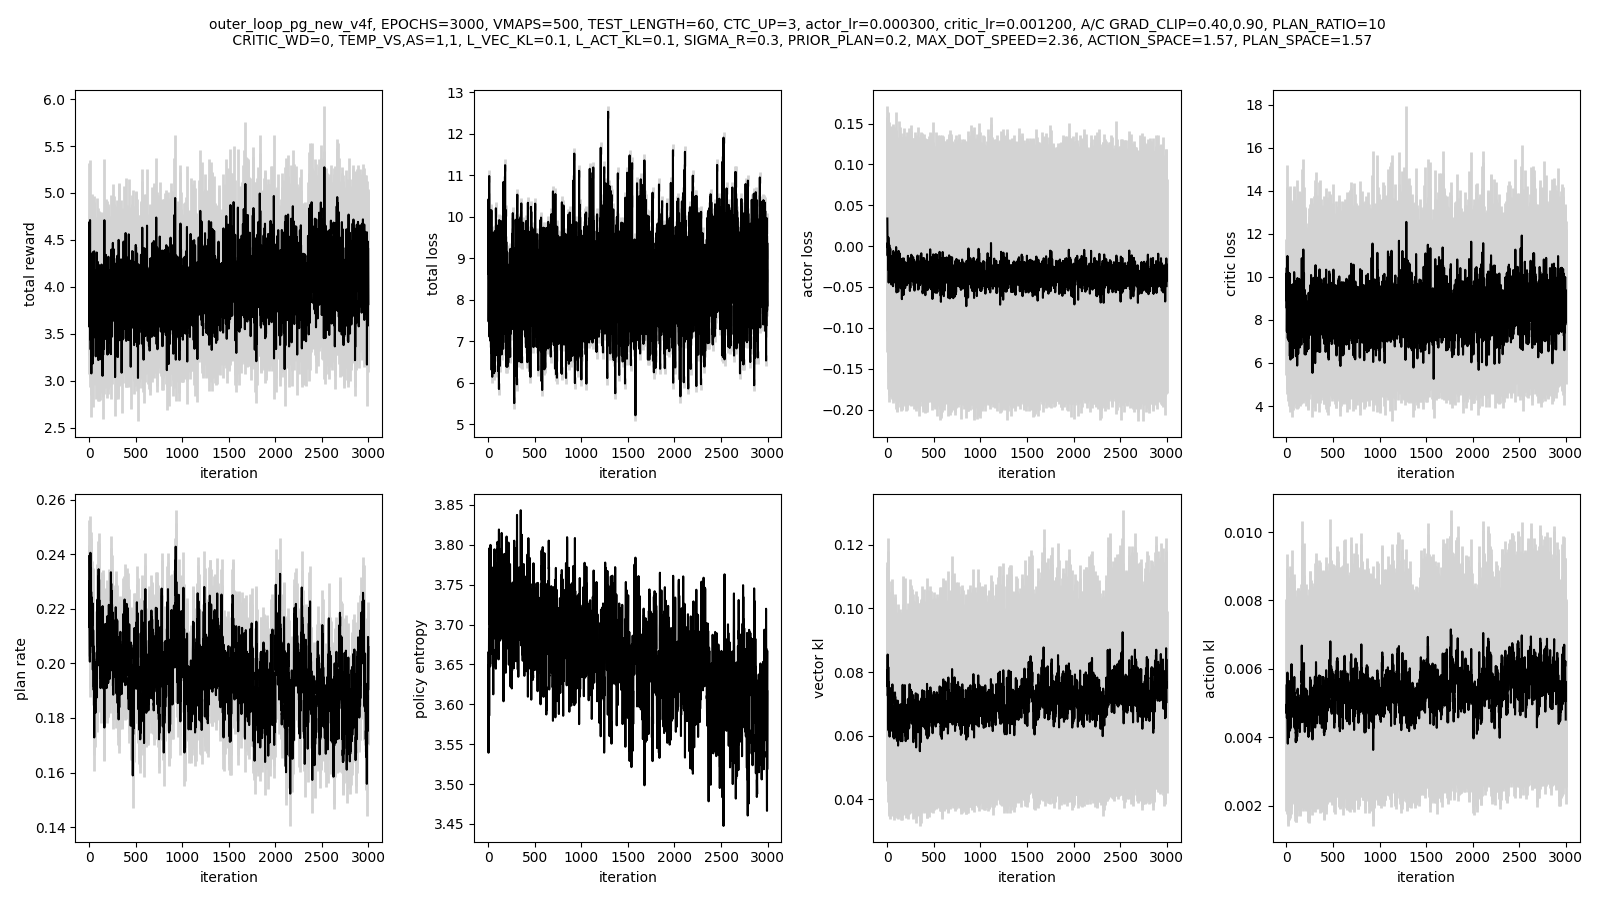 outer_loop_pg_new_v4f, EPOCHS=3000, VMAPS=500, TEST_LENGTH=60, CTC_UP=3, actor_lr=0.000300, critic_lr=0.001200, A/C GRAD_CLIP=0.40,0.90, PLAN_RATIO=10
CRITIC_WD=0, TEMP_VS,AS=1,1, L_VEC_KL=0.1, L_ACT_KL=0.1, SIGMA_R=0.3, PRIOR_PLAN=0.2, MAX_DOT_SPEED=2.36, ACTION_SPACE=1.57, PLAN_SPACE=1.57
total reward
6.0
5.5
5.0
4.5
4.0
3.5
3.0
2.5
0 500 1000 1500 2000 2500 3000
iteration
total loss
13
12
11
10
9
8
7
6
5
0 500 1000 1500 2000 2500 3000
iteration
actor loss
0.15
0.10
0.05
0.00
−0.05
−0.10
−0.15
−0.20
0 500 1000 1500 2000 2500 3000
iteration
critic loss
18
16
14
12
10
8
6
4
0 500 1000 1500 2000 2500 3000
iteration
plan rate
0.26
0.24
0.22
0.20
0.18
0.16
0.14
0 500 1000 1500 2000 2500 3000
iteration
policy entropy
3.85
3.80
3.75
3.70
3.65
3.60
3.55
3.50
3.45
0 500 1000 1500 2000 2500 3000
iteration
vector kl
0.12
0.10
0.08
0.06
0.04
0 500 1000 1500 2000 2500 3000
iteration
action kl
0.010
0.008
0.006
0.004
0.002
0 500 1000 1500 2000 2500 3000
iteration